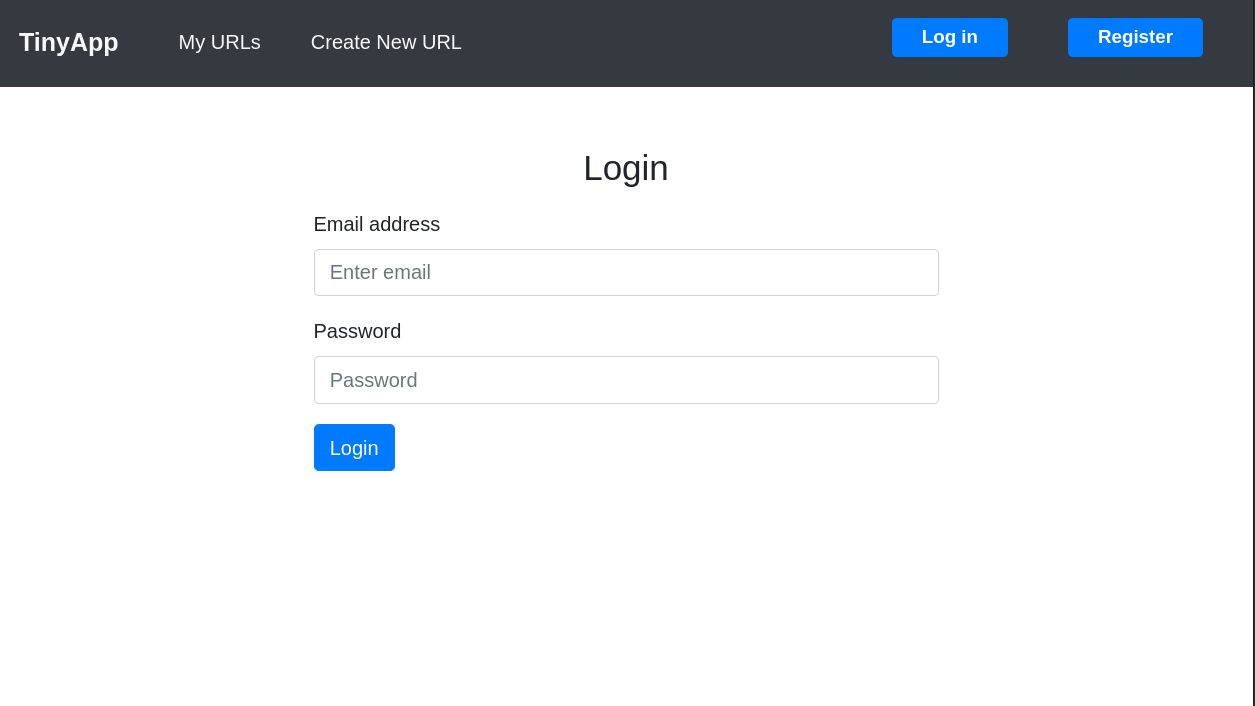 TinyApp My URLs Create New URL Log in Register
Login
Email address
Enter email
Password
Password
Login